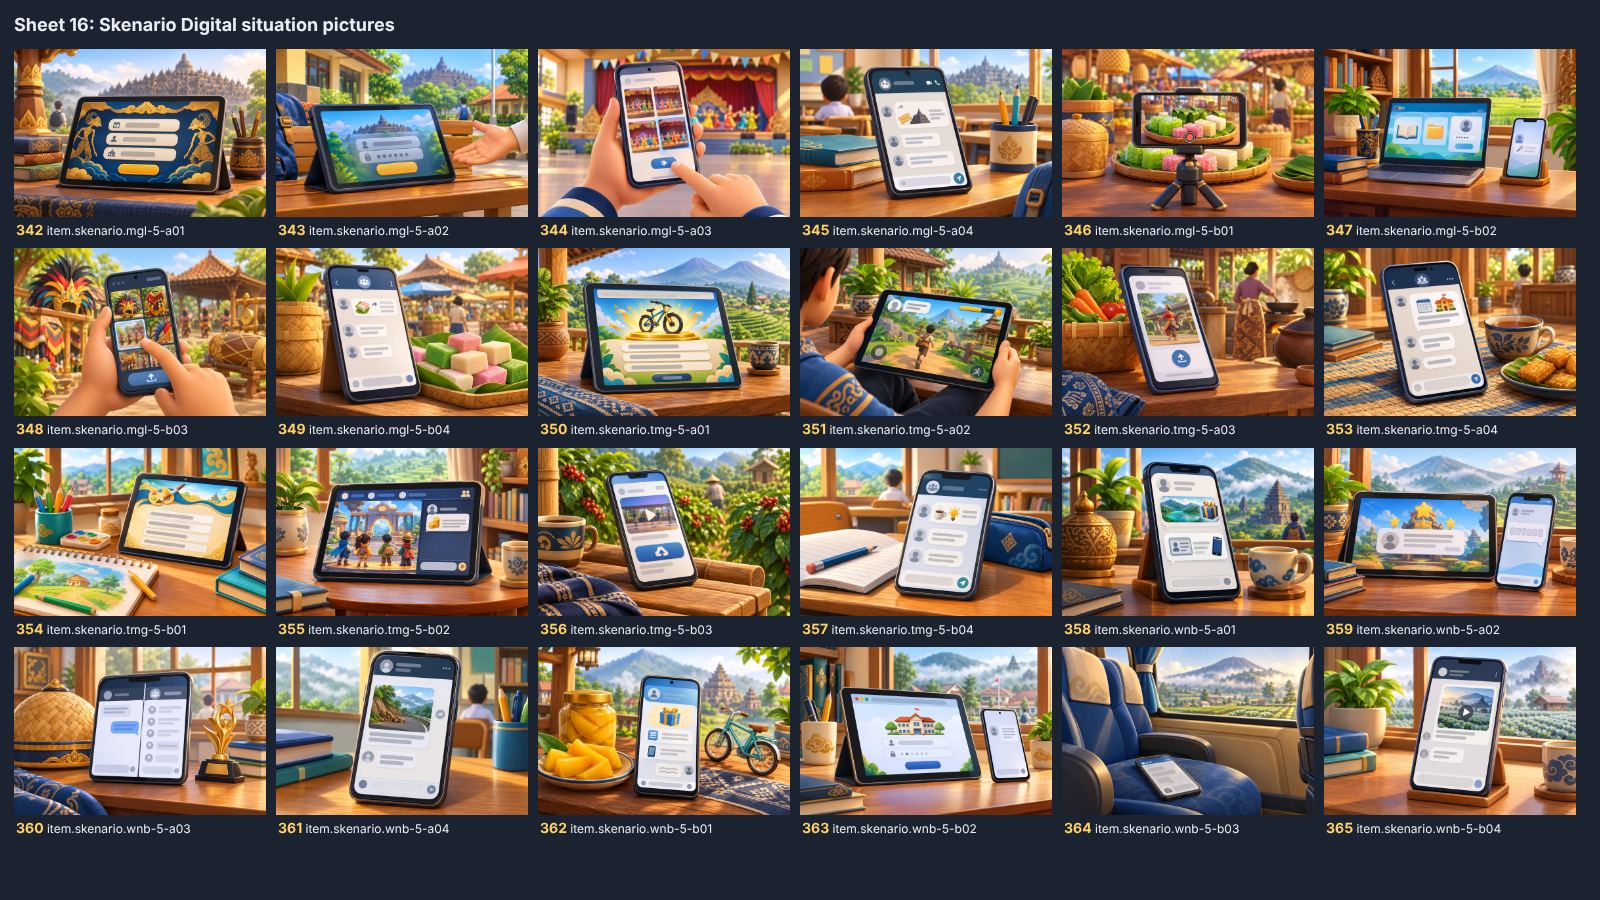 Sheet 16: Skenario Digital situation pictures
342 item.skenario.mgl-5-a01
343 item.skenario.mgl-5-a02
344 item.skenario.mgl-5-a03
345 item.skenario.mgl-5-a04
346 item.skenario.mgl-5-b01
347 item.skenario.mgl-5-b02
348 item.skenario.mgl-5-b03
349 item.skenario.mgl-5-b04
350 item.skenario.tmg-5-a01
351 item.skenario.tmg-5-a02
352 item.skenario.tmg-5-a03
353 item.skenario.tmg-5-a04
354 item.skenario.tmg-5-b01
355 item.skenario.tmg-5-b02
356 item.skenario.tmg-5-b03
357 item.skenario.tmg-5-b04
358 item.skenario.wnb-5-a01
359 item.skenario.wnb-5-a02
360 item.skenario.wnb-5-a03
361 item.skenario.wnb-5-a04
362 item.skenario.wnb-5-b01
363 item.skenario.wnb-5-b02
364 item.skenario.wnb-5-b03
365 item.skenario.wnb-5-b04